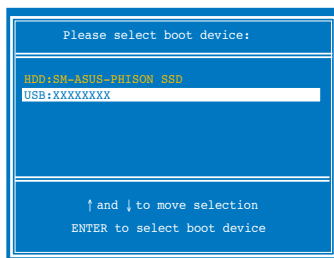 Please select boot device:
HDD:SM-ASUS-PHISON SSD
USB:XXXXXXXX
↑ and ↓ to move selection
ENTER to select boot device